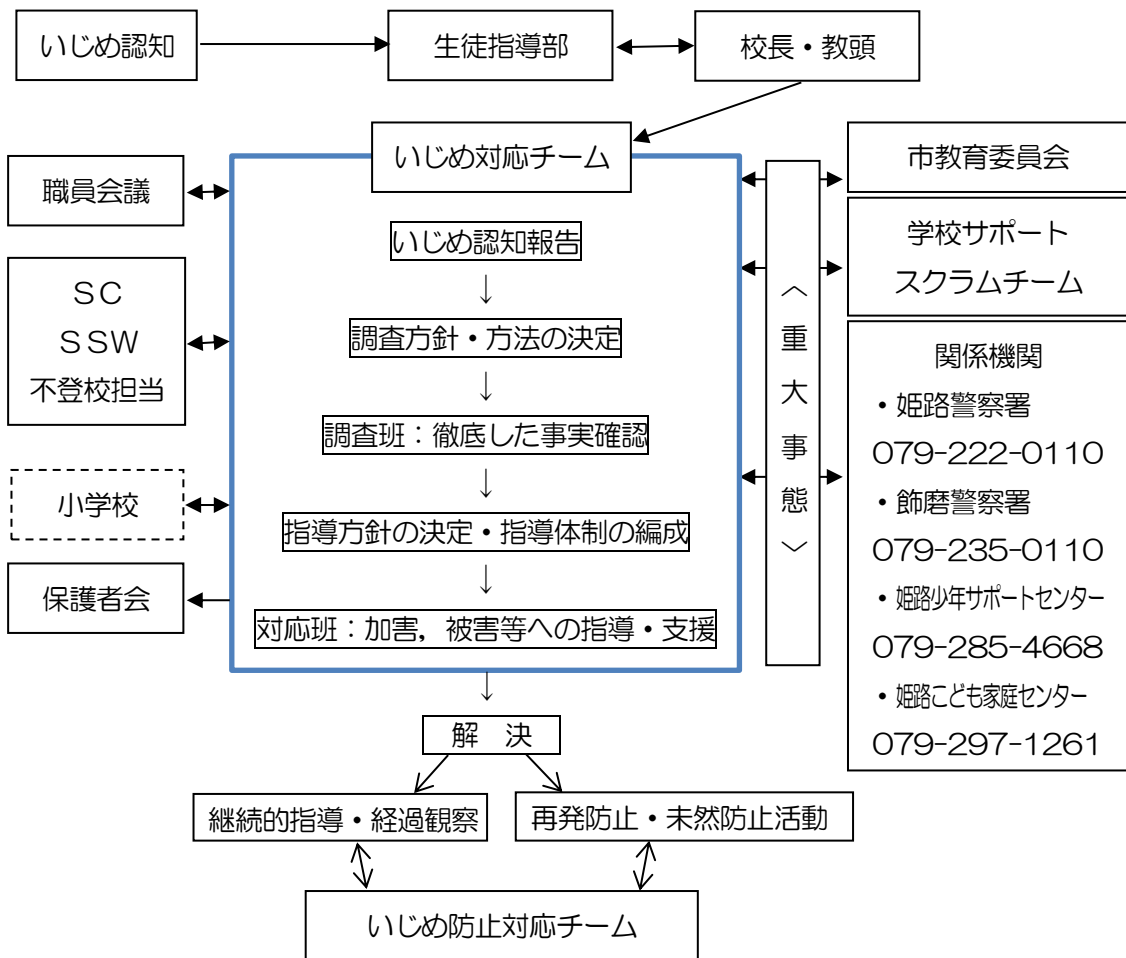 いじめ認知
生徒指導部
校長・教頭
いじめ対応チーム
職員会議
ＳＣ
ＳＳＷ
不登校担当
小学校
保護者会
いじめ認知報告
↓
調査方針・方法の決定
↓
調査班：徹底した事実確認
↓
指導方針の決定・指導体制の編成
↓
対応班：加害，被害等への指導・支援
↓
〈重大事態〉
市教育委員会
学校サポート
スクラムチーム
関係機関
・姫路警察署
079-222-0110
・飾磨警察署
079-235-0110
・姫路少年サポートセンター
079-285-4668
・姫路こども家庭センター
079-297-1261
解　決
継続的指導・経過観察
再発防止・未然防止活動
いじめ防止対応チーム